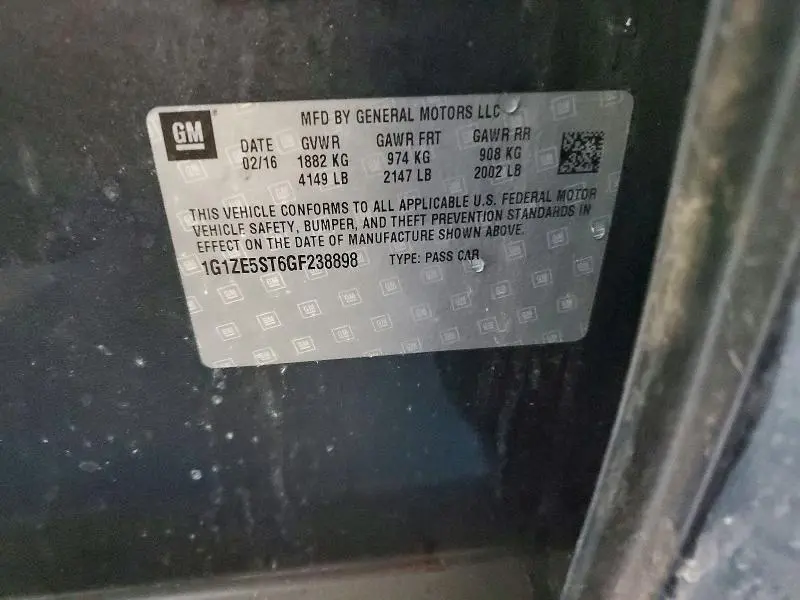 GM
MFD BY GENERAL MOTORS LLC
DATE GVWR GAWR FRT GAWR RR
02/16 1882 KG 974 KG 908 KG
4149 LB 2147 LB 2002 LB
THIS VEHICLE CONFORMS TO ALL APPLICABLE U.S. FEDERAL MOTOR
VEHICLE SAFETY, BUMPER, AND THEFT PREVENTION STANDARDS IN
EFFECT ON THE DATE OF MANUFACTURE SHOWN ABOVE.
1G1ZE5ST6GF238898 TYPE: PASS CAR